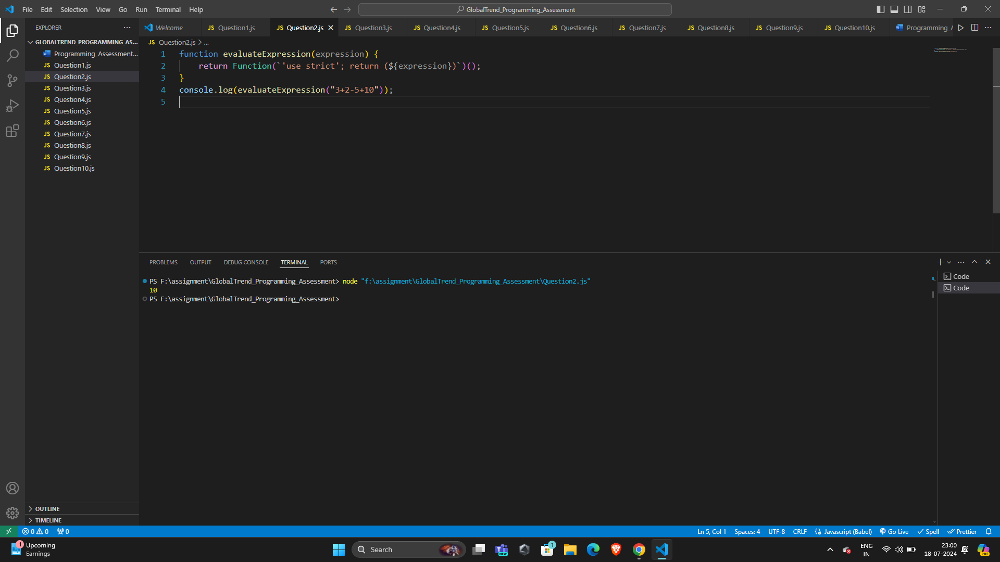 File Edit Selection View Go Run Terminal Help
GlobalTrend_Programming_Assessment
EXPLORER
Welcome
JS Question1.js
JS Question2.js
JS Question3.js
JS Question4.js
JS Question5.js
JS Question6.js
JS Question7.js
JS Question8.js
JS Question9.js
JS Question10.js
Programming_A
GLOBALTREND_PROGRAMMING_AS...
Programming_Assessment...
JS Question1.js
JS Question2.js
JS Question3.js
JS Question4.js
JS Question5.js
JS Question6.js
JS Question7.js
JS Question8.js
JS Question9.js
JS Question10.js
OUTLINE
TIMELINE
JS Question2.js > ...
1 function evaluateExpression(expression) {
2 return Function(`'use strict'; return (${expression})`)();
3 }
4 console.log(evaluateExpression("3+2-5+10"));
5
PROBLEMS OUTPUT DEBUG CONSOLE TERMINAL PORTS
PS F:\assignment\GlobalTrend_Programming_Assessment> node "f:\assignment\GlobalTrend_Programming_Assessment\Question2.js"
10
PS F:\assignment\GlobalTrend_Programming_Assessment>
Code
Code
0 0 0
Ln 5, Col 1 Spaces: 4 UTF-8 CRLF {} Javascript (Babel) Go Live Spell Prettier
1
Upcoming
Earnings
Search
NEW
1
ENG
IN
23:00
18-07-2024
PRE